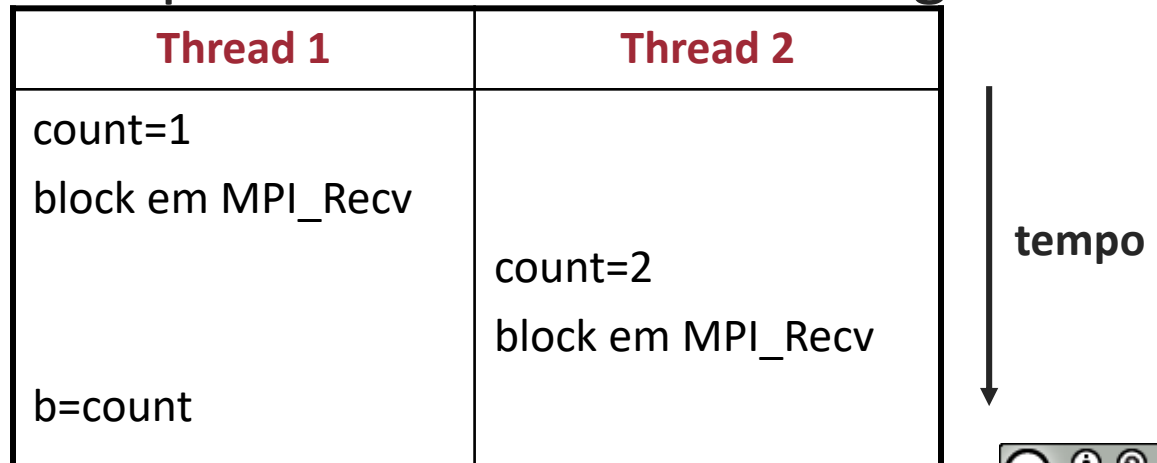 Thread 1 Thread 2
count=1
block em MPI_Recv
tempo
count=2
block em MPI_Recv
b=count